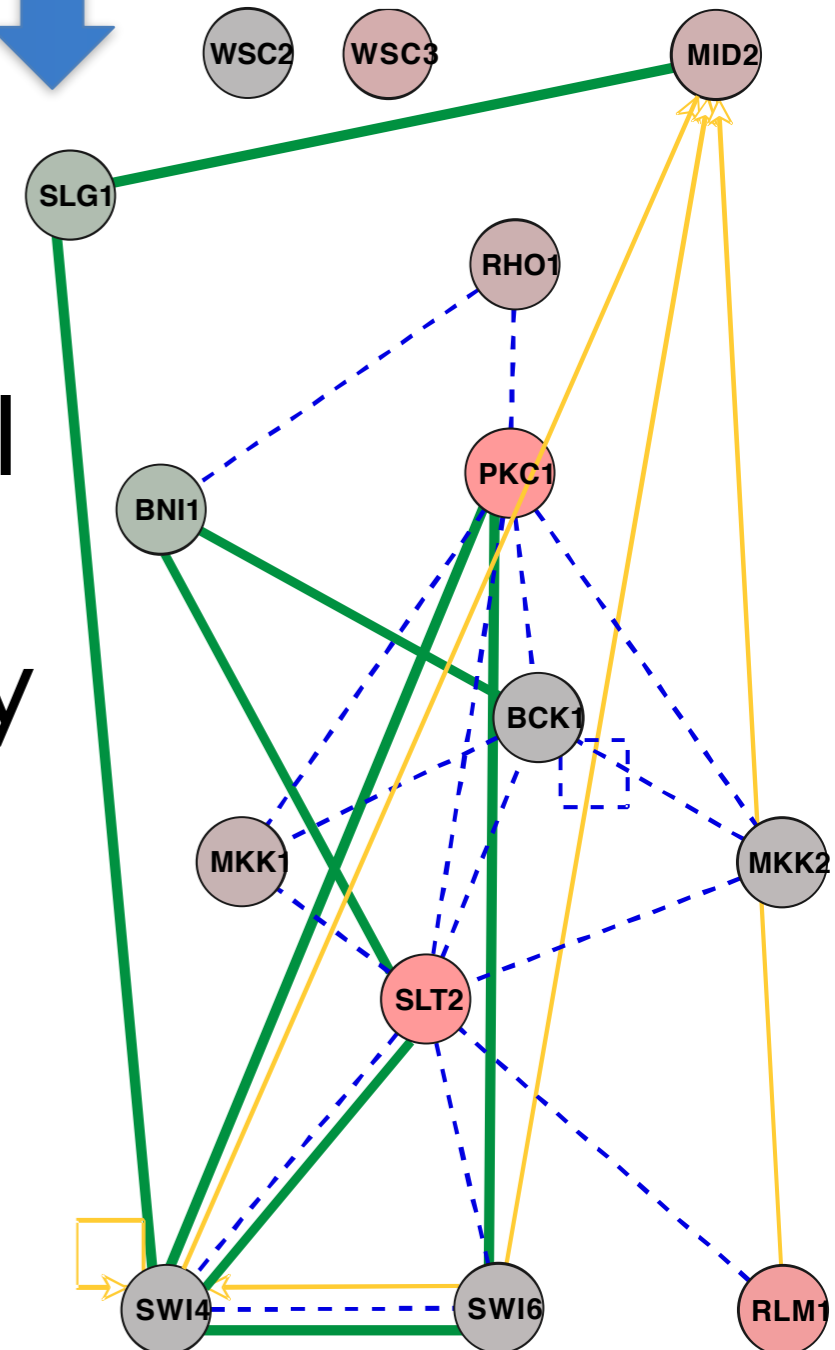 WSC2 WSC3 MID2
SLG1
RHO1
l
PKC1
BNI1
y
BCK1
MKK1 MKK2
SLT2
SWI4 SWI6 RLM1